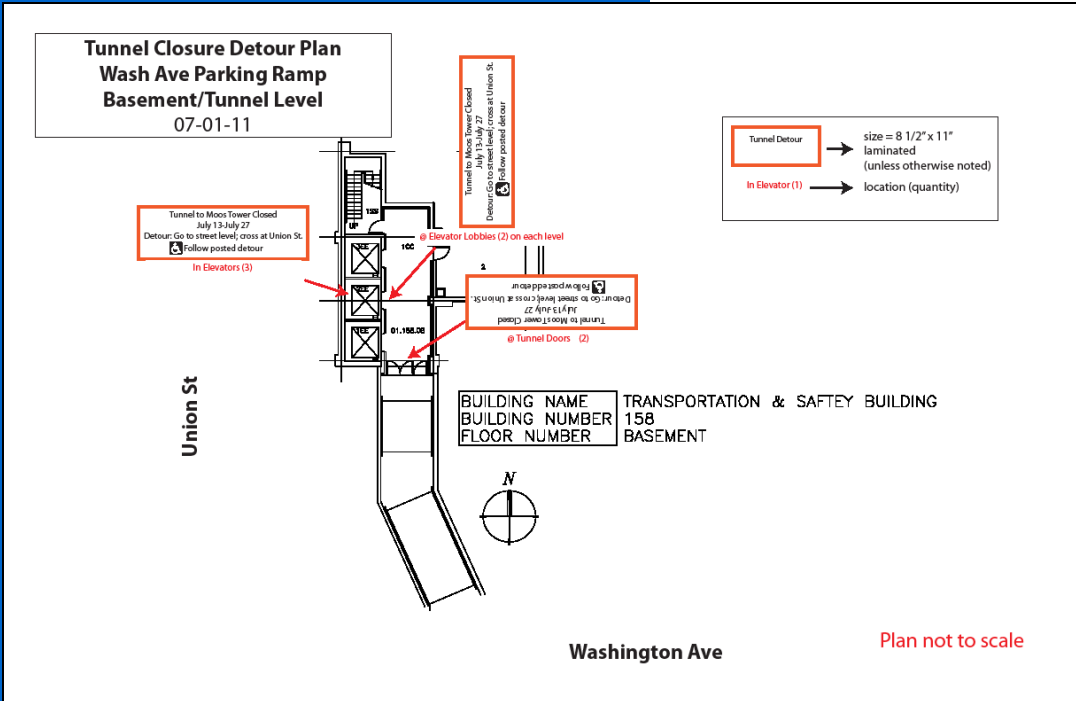 Tunnel Closure Detour Plan
Wash Ave Parking Ramp
Basement/Tunnel Level
07-01-11
Tunnel to Moos Tower Closed
July 13-July 27
Detour: Go to street level; cross at Union St.
Follow posted detour
Tunnel Detour
size = 8 1/2" x 11"
laminated
(unless otherwise noted)
In Elevator (1)
location (quantity)
Tunnel to Moos Tower Closed
July 13-July 27
Detour: Go to street level; cross at Union St.
Follow posted detour
In Elevators (3)
UP
@ Elevator Lobbies (2) on each level
2
Tunnel to Moos Tower Closed
July 13-July 27
Detour: Go to street level; cross at Union St.
Follow posted detour
@ Tunnel Doors (2)
Union St
BUILDING NAME TRANSPORTATION & SAFTEY BUILDING
BUILDING NUMBER 158
FLOOR NUMBER BASEMENT
N
Washington Ave
Plan not to scale